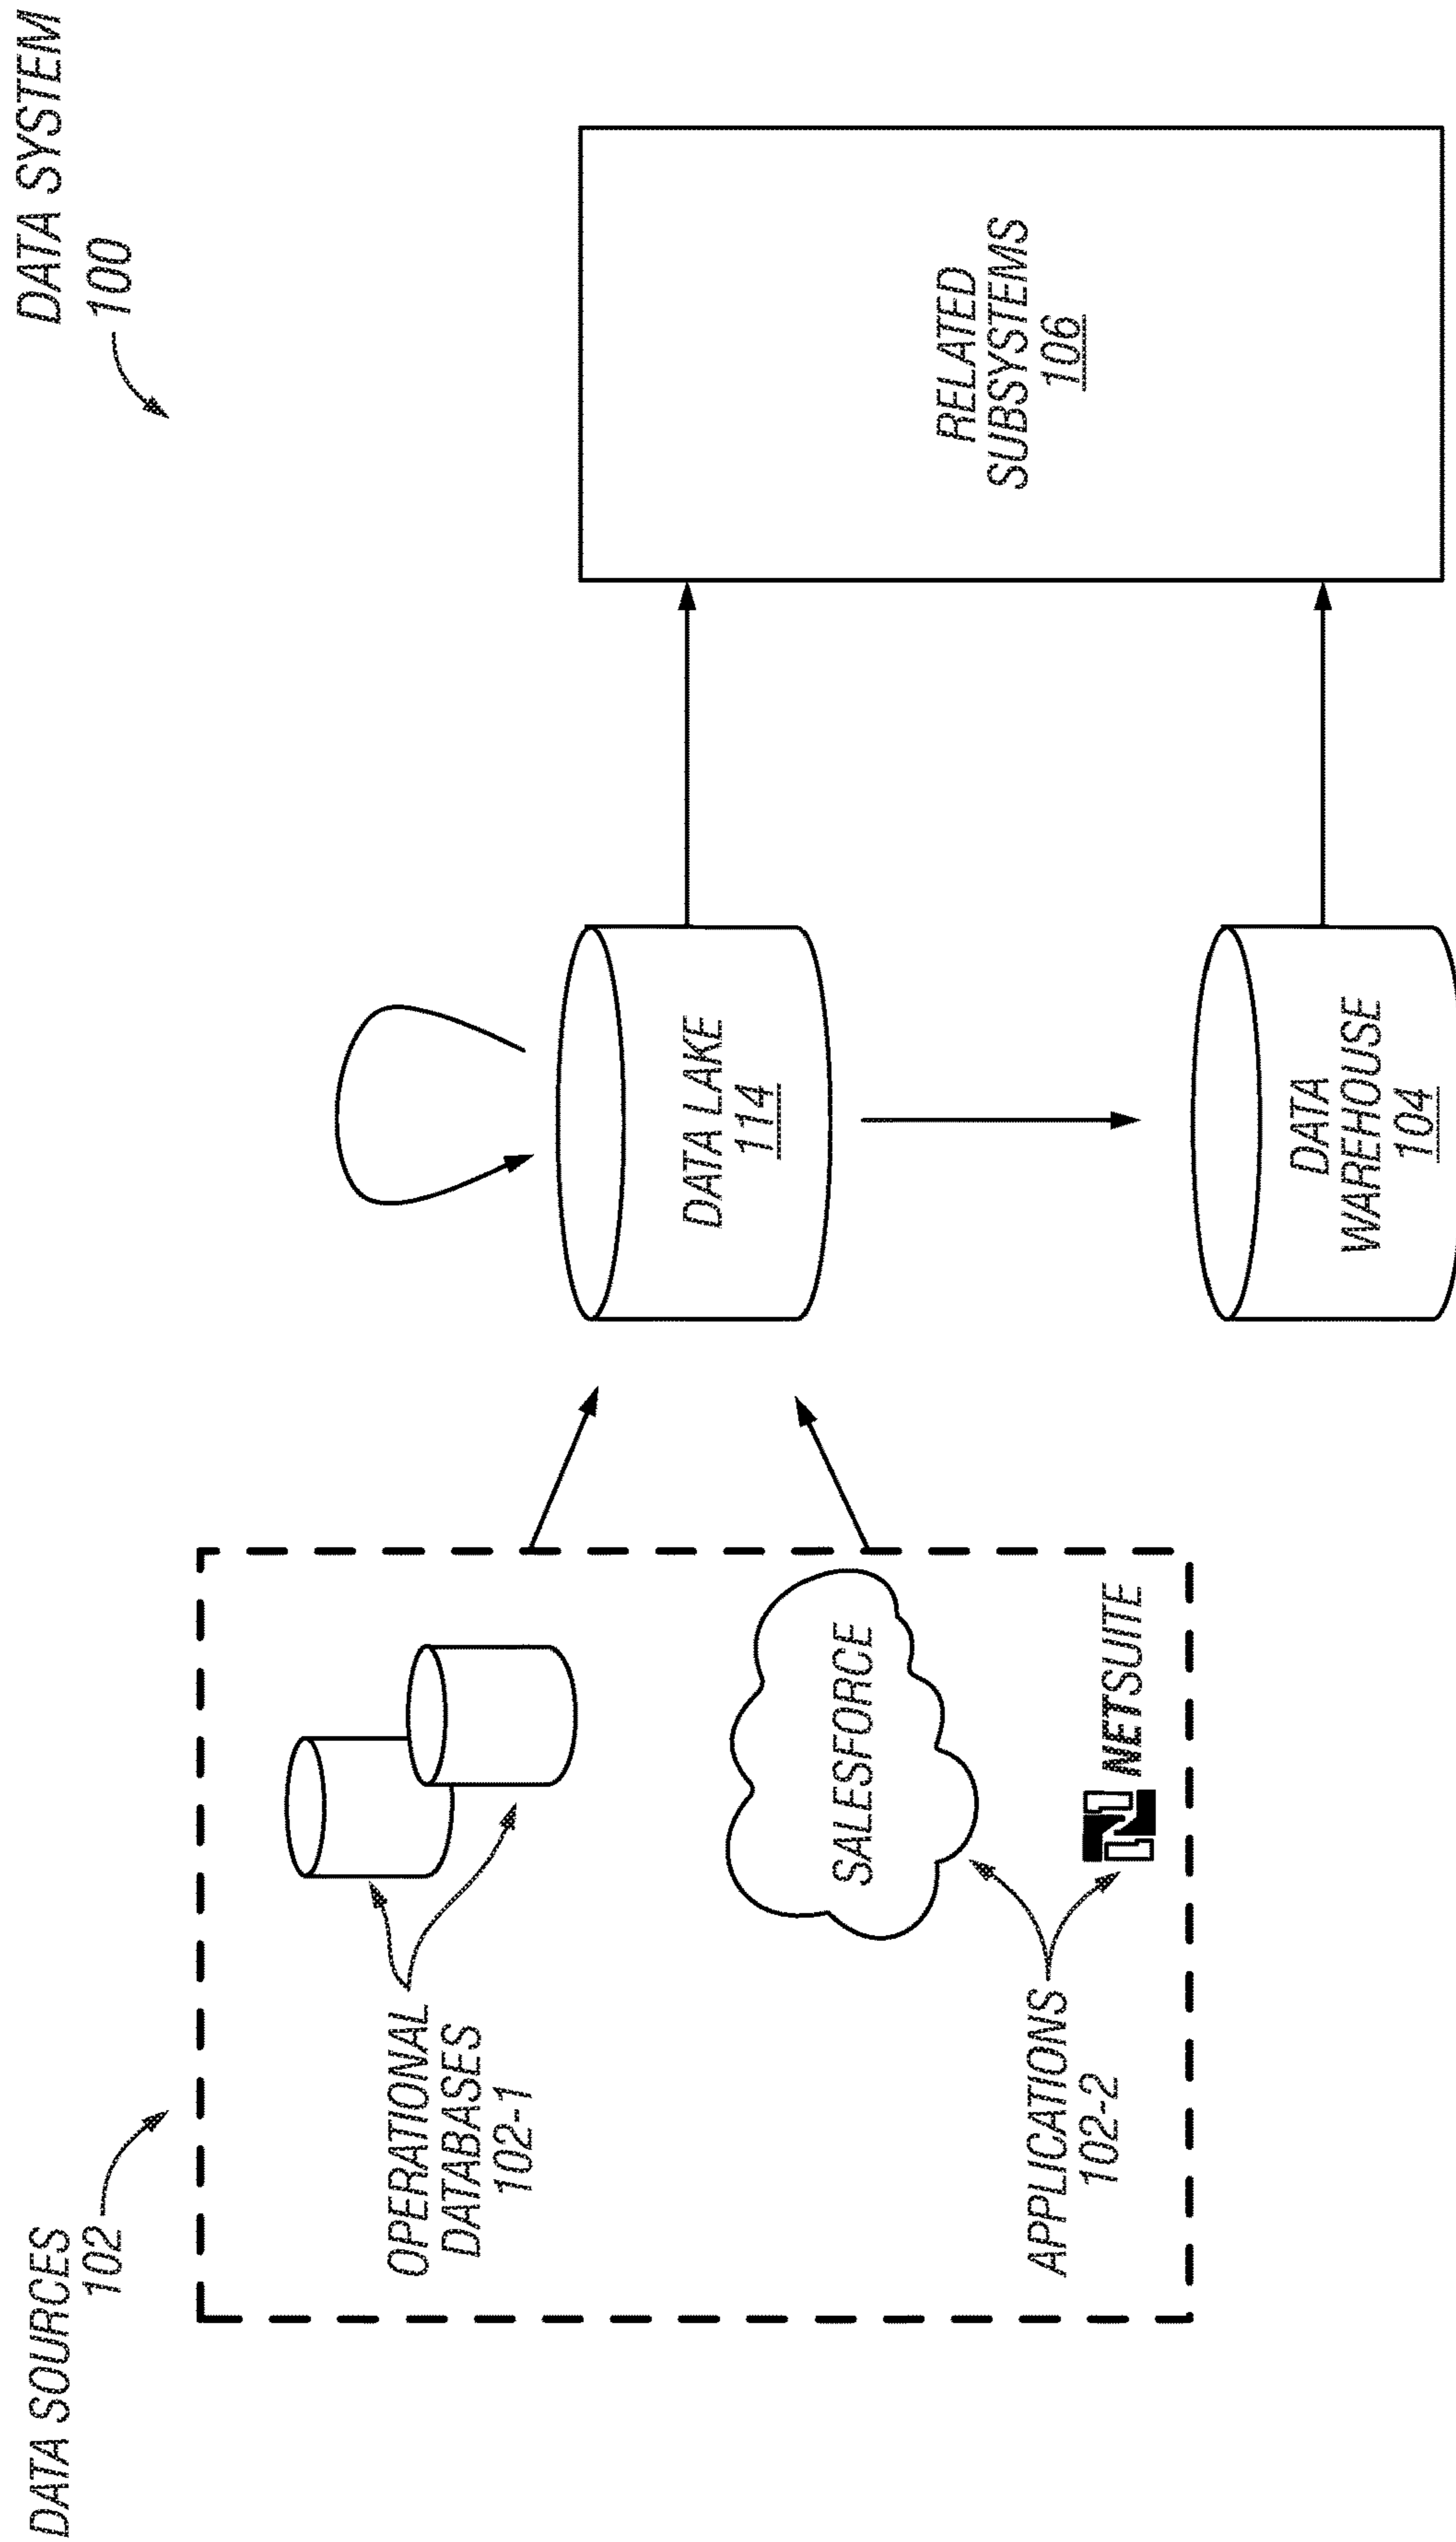 DATA SYSTEM
100
DATA SOURCES
102
OPERATIONAL
DATABASES
102-1
SALESFORCE
APPLICATIONS
102-2
NETSUITE
DATA LAKE
114
DATA
WAREHOUSE
104
RELATED
SUBSYSTEMS
106